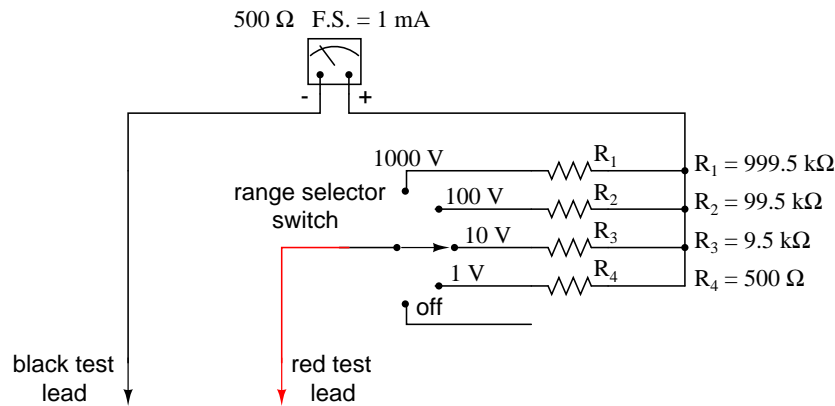 500 Ω F.S. = 1 mA
- +
1000 V R1 R1 = 999.5 kΩ
range selector
switch
100 V R2 R2 = 99.5 kΩ
10 V R3 R3 = 9.5 kΩ
1 V R4 R4 = 500 Ω
off
black test
lead
red test
lead